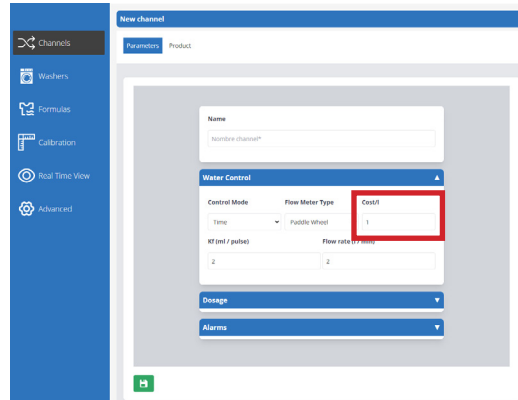 New channel
Channels
Washers
Formulas
Calibration
Real Time View
Advanced
Parameters Product
Name
Nombre channel*
Water Control ▲
Control Mode Flow Meter Type Cost/l
Time Paddle Wheel 1
Kf (ml / pulse) Flow rate (l / min)
2 2
Dosage ▼
Alarms ▼